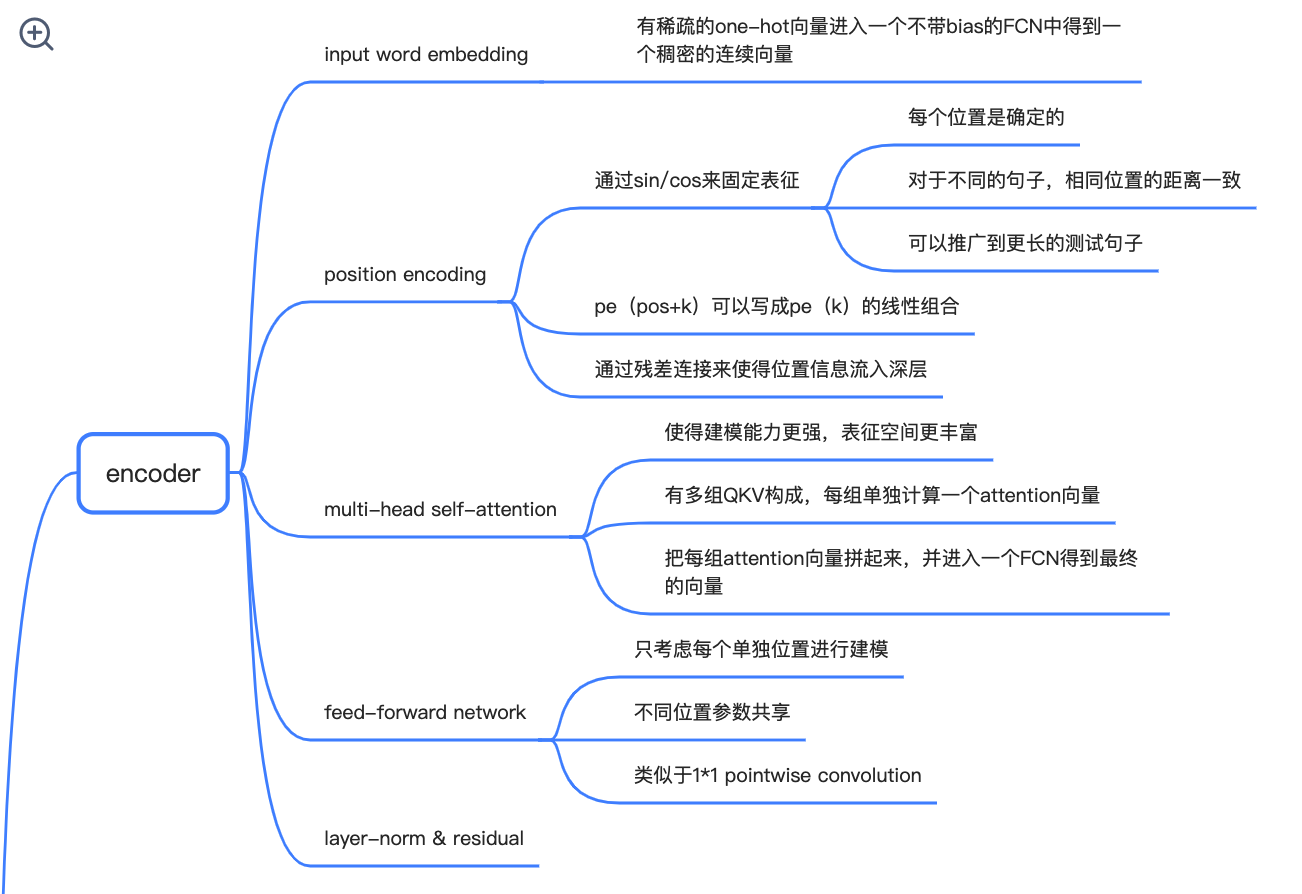 encoder
input word embedding
有稀疏的one-hot向量进入一个不带bias的FCN中得到一
个稠密的连续向量
position encoding
通过sin/cos来固定表征
每个位置是确定的
对于不同的句子，相同位置的距离一致
可以推广到更长的测试句子
pe（pos+k）可以写成pe（k）的线性组合
通过残差连接来使得位置信息流入深层
multi-head self-attention
使得建模能力更强，表征空间更丰富
有多组QKV构成，每组单独计算一个attention向量
把每组attention向量拼起来，并进入一个FCN得到最终
的向量
feed-forward network
只考虑每个单独位置进行建模
不同位置参数共享
类似于1*1 pointwise convolution
layer-norm & residual